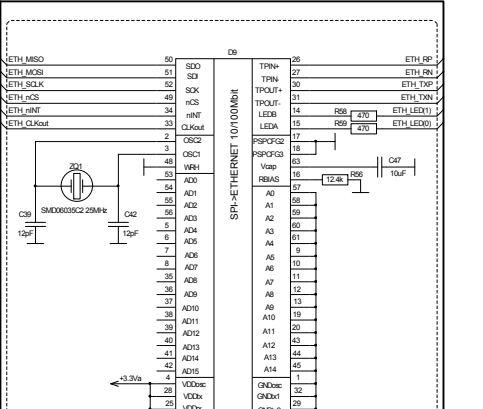 D9
ETH_MISO 50 SDO TPIN+ 26 ETH_RP
ETH_MOSI 51 SDI TPIN- 27 ETH_RN
ETH_SCLK 52 SCK TPOUT+ 30 ETH_TXP
ETH_nCS 49 nCS TPOUT- 31 ETH_TXN
ETH_nINT 34 nINT LEDB 14 R58 470 ETH_LED(1)
ETH_CLKout 33 CLKout LEDA 15 R59 470 ETH_LED(0)
2 OSC2 PSPCFG2 17
3 OSC1 PSPCFG3 18
48 WRH Vcap 63 C47 10uF
53 AD0 RBIAS 16 12.4k R56
ZQ1
SMD06035C2 25MHz
C39 12pF
C42 12pF
SPI->ETHERNET 10/100Mbit
54 AD1 A0 57
55 AD2 A1 58
56 AD3 A2 59
5 AD4 A3 60
6 AD5 A4 61
7 AD6 A5 9
8 AD7 A6 10
35 AD8 A7 11
36 AD9 A8 12
37 AD10 A9 13
38 AD11 A10 19
39 AD12 A11 20
40 AD13 A12 43
41 AD14 A13 44
42 AD15 A14 45
+3.3Va 4 VDDosc GNDosc 1
28 VDDtx GNDtx1 32
25 29